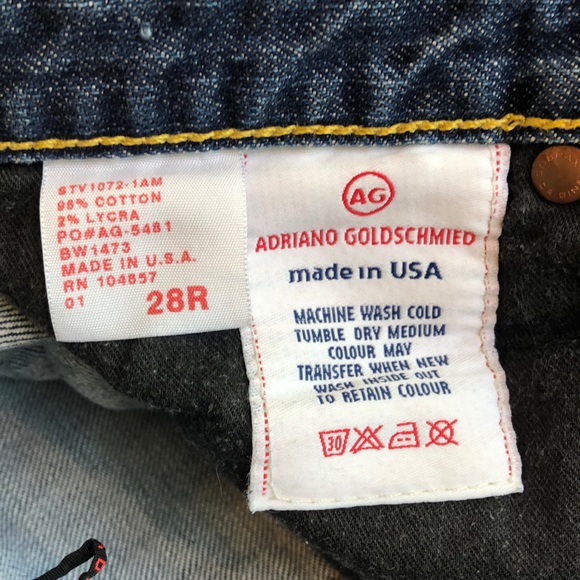 STV1072-1AM
98% COTTON
2% LYCRA
PO#AG-5481
BW1473
MADE IN U.S.A.
RN 104857
01 28R
AG
ADRIANO GOLDSCHMIED
made in USA
MACHINE WASH COLD
TUMBLE DRY MEDIUM
COLOUR MAY
TRANSFER WHEN NEW
WASH INSIDE OUT
TO RETAIN COLOUR
30